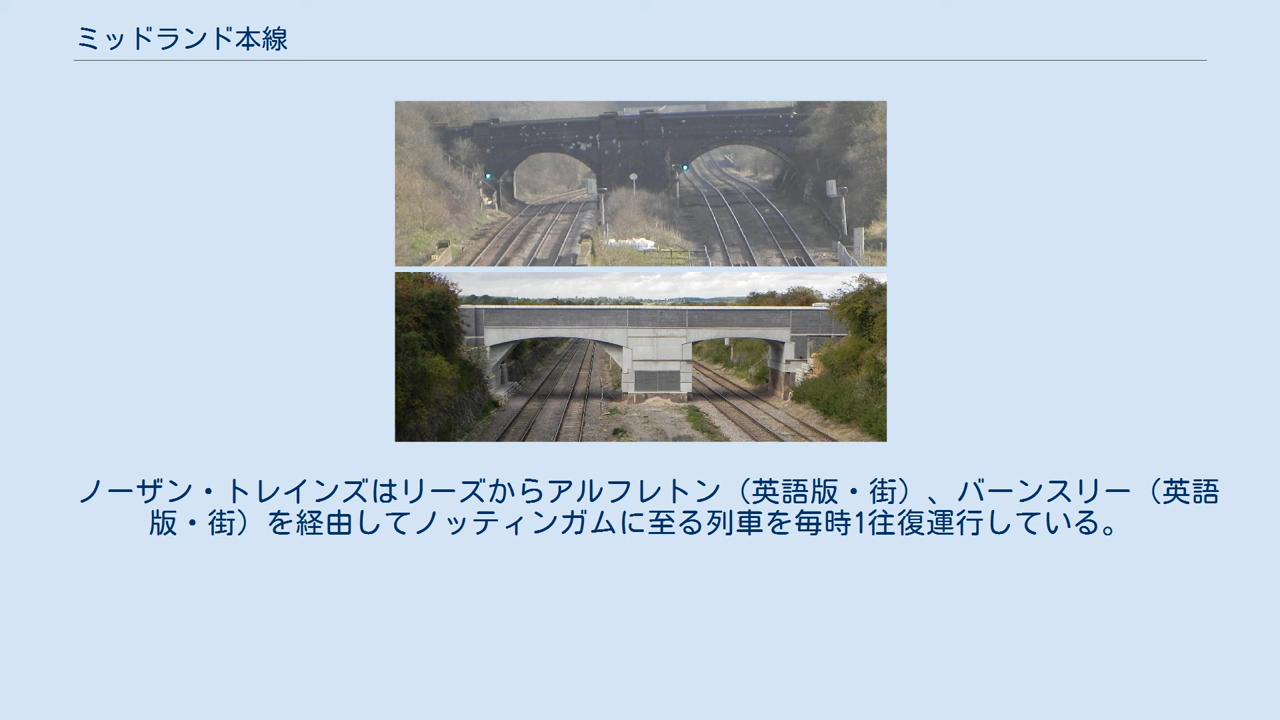 ミッドランド本線
ノーザン・トレインズはリーズからアルフレトン（英語版・街）、バーンスリー（英語
版・街）を経由してノッティンガムに至る列車を毎時1往復運行している。